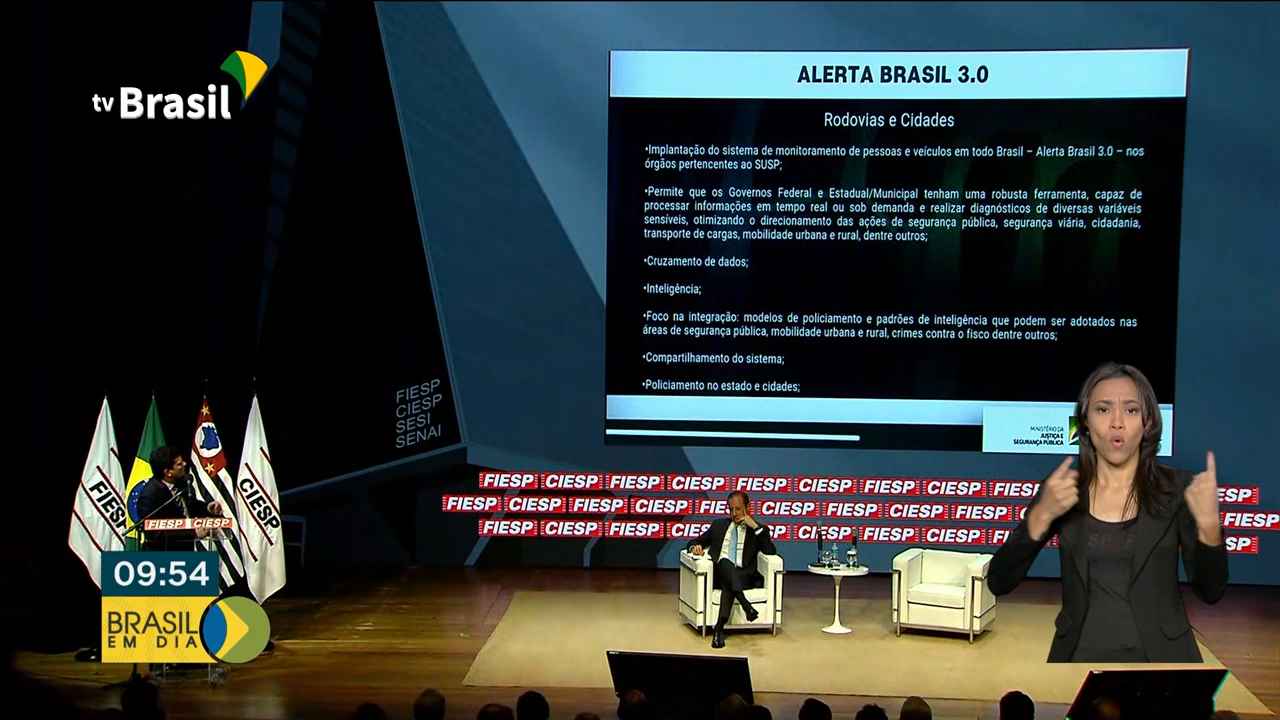 tv Brasil
ALERTA BRASIL 3.0
Rodovias e Cidades
•Implantação do sistema de monitoramento de pessoas e veículos em todo Brasil – Alerta Brasil 3.0 – nos
órgãos pertencentes ao SUSP;
•Permite que os Governos Federal e Estadual/Municipal tenham uma robusta ferramenta, capaz de
processar informações em tempo real ou sob demanda e realizar diagnósticos de diversas variáveis
sensíveis, otimizando o direcionamento das ações de segurança pública, segurança viária, cidadania,
transporte de cargas, mobilidade urbana e rural, dentre outros;
•Cruzamento de dados;
•Inteligência;
•Foco na integração: modelos de policiamento e padrões de inteligência que podem ser adotados nas
áreas de segurança pública, mobilidade urbana e rural, crimes contra o fisco dentre outros;
•Compartilhamento do sistema;
•Policiamento no estado e cidades;
MINISTÉRIO DA
JUSTIÇA E
SEGURANÇA PÚBLICA
FIESP
CIESP
SESI
SENAI
FIESP CIESP FIESP CIESP FIESP CIESP FIESP CIESP FIESP
FIESP CIESP FIESP CIESP FIESP CIESP FIESP CIESP FIESP
FIESP CIESP FIESP CIESP FIESP CIESP FIESP CIESP
FIESP
CIESP
FIESP CIESP
09:54
BRASIL
EM DIA